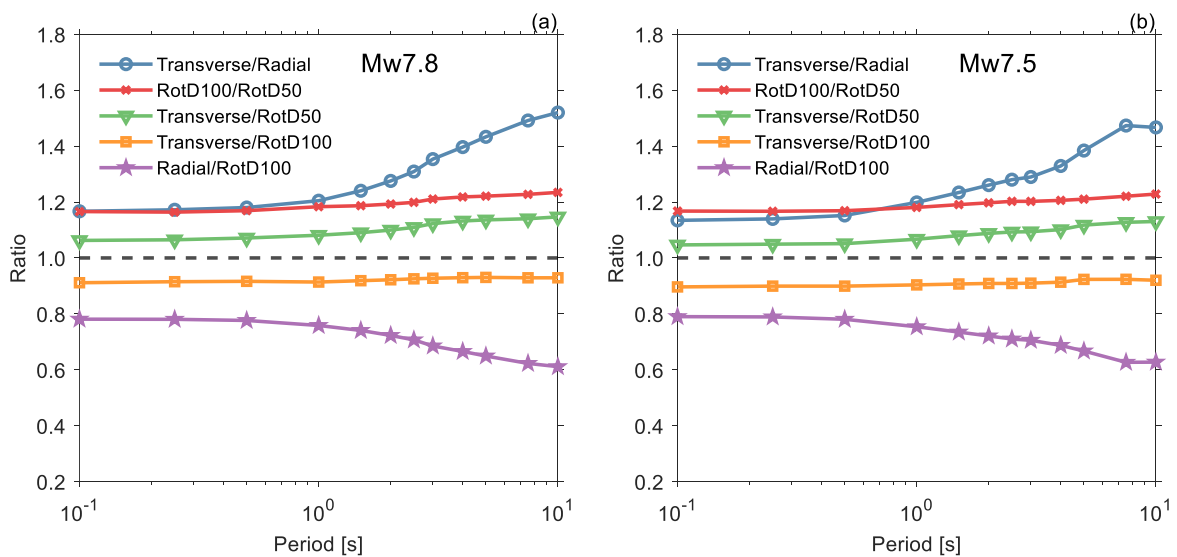 (a)
Mw7.8
Transverse/Radial
RotD100/RotD50
Transverse/RotD50
Transverse/RotD100
Radial/RotD100
1.8
1.6
1.4
1.2
1.0
0.8
0.6
0.4
0.2
Ratio
10^-1
10^0
10^1
Period [s]
(b)
Mw7.5
Transverse/Radial
RotD100/RotD50
Transverse/RotD50
Transverse/RotD100
Radial/RotD100
1.8
1.6
1.4
1.2
1.0
0.8
0.6
0.4
0.2
Ratio
10^-1
10^0
10^1
Period [s]